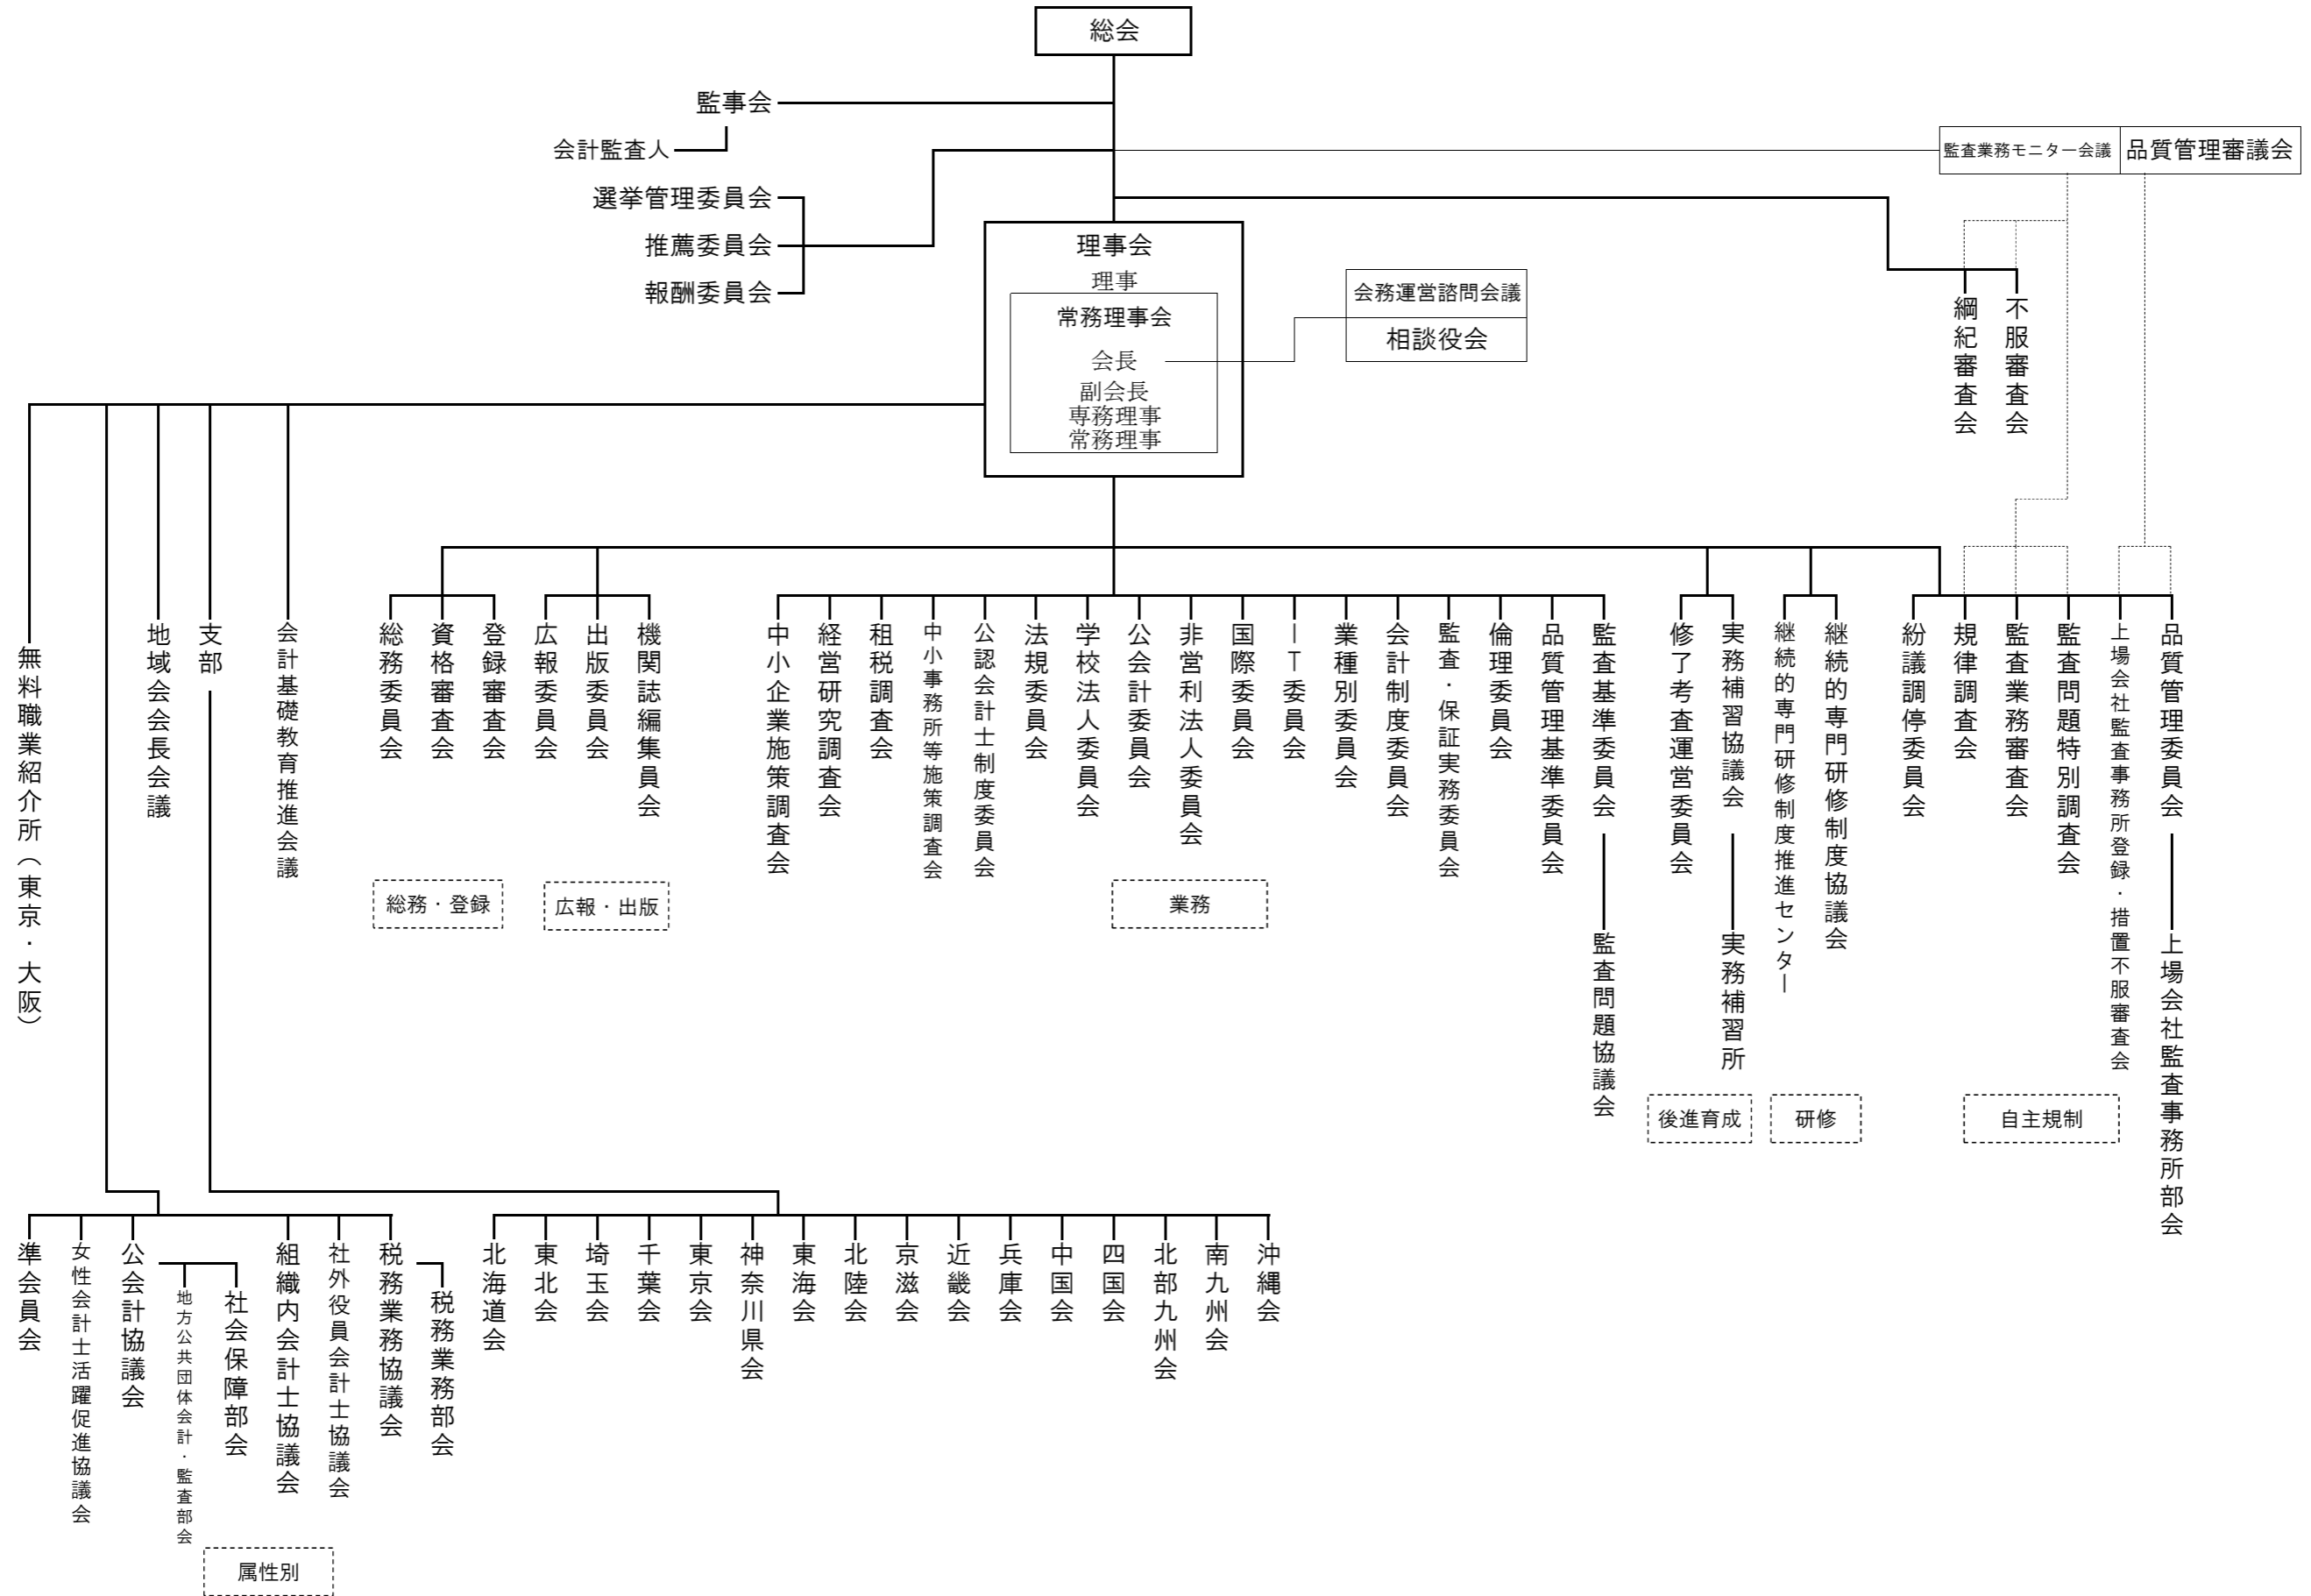 総会
監事会
会計監査人
監査業務モニター会議
品質管理審議会
選挙管理委員会
推薦委員会
報酬委員会
理事会
理事
常務理事会
会長
副会長
専務理事
常務理事
会務運営諮問会議
相談役会
綱紀審査会
不服審査会
無料職業紹介所（東京・大阪）
地域会会長会議
支部
会計基礎教育推進会議
総務委員会
資格審査会
登録審査会
広報委員会
出版委員会
機関誌編集員会
中小企業施策調査会
経営研究調査会
租税調査会
中小事務所等施策調査会
公認会計士制度委員会
法規委員会
学校法人委員会
公会計委員会
非営利法人委員会
国際委員会
IT委員会
業種別委員会
会計制度委員会
監査・保証実務委員会
倫理委員会
品質管理基準委員会
監査基準委員会
監査問題協議会
修了考査運営委員会
実務補習協議会
実務補習所
継続的専門研修制度推進センター
継続的専門研修制度協議会
紛議調停委員会
規律調査会
監査業務審査会
監査問題特別調査会
上場会社監査事務所登録・措置不服審査会
品質管理委員会
上場会社監査事務所部会
総務・登録
広報・出版
業務
後進育成
研修
自主規制
準会員会
女性会計士活躍促進協議会
公会計協議会
地方公共団体会計・監査部会
社会保障部会
組織内会計士協議会
社外役員会計士協議会
税務業務協議会
税務業務部会
北海道会
東北会
埼玉会
千葉会
東京会
神奈川県会
東海会
北陸会
京滋会
近畿会
兵庫会
中国会
四国会
北部九州会
南九州会
沖縄会
属性別